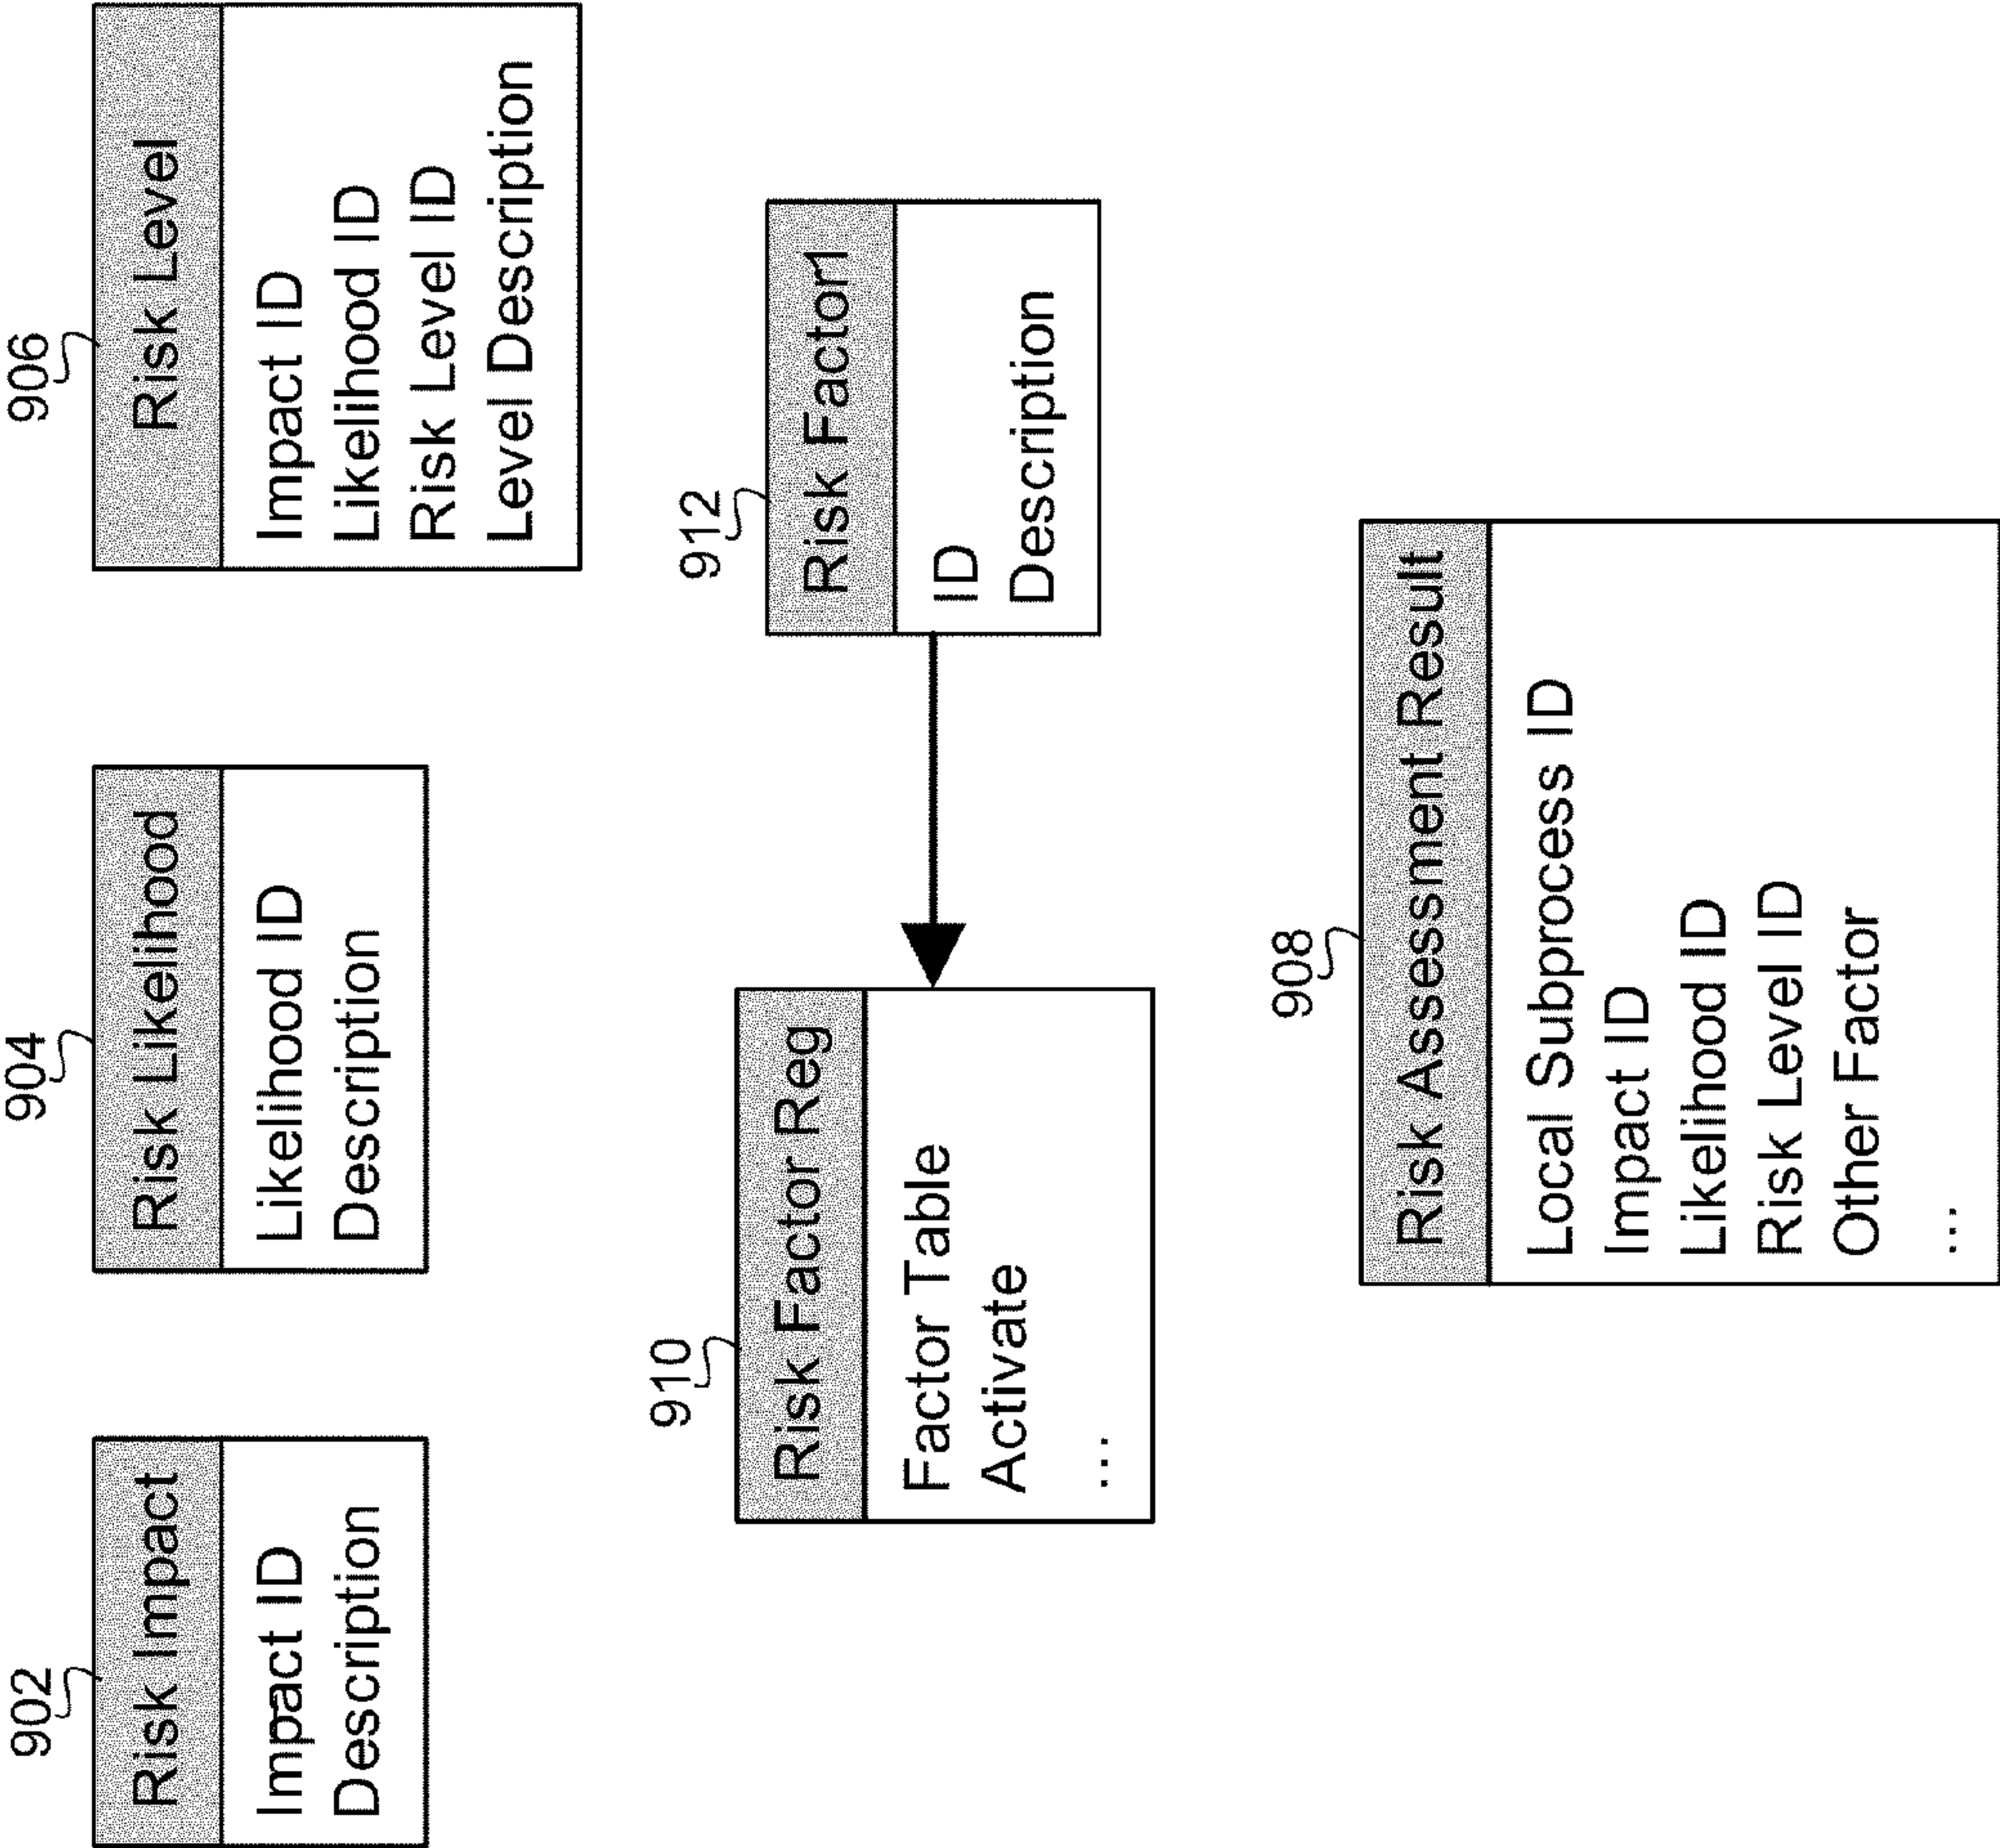 902
Risk Impact
Impact ID
Description
904
Risk Likelihood
Likelihood ID
Description
906
Risk Level
Impact ID
Likelihood ID
Risk Level ID
Level Description
910
Risk Factor Reg
Factor Table
Activate
...
912
Risk Factor1
ID
Description
908
Risk Assessment Result
Local Subprocess ID
Impact ID
Likelihood ID
Risk Level ID
Other Factor
...